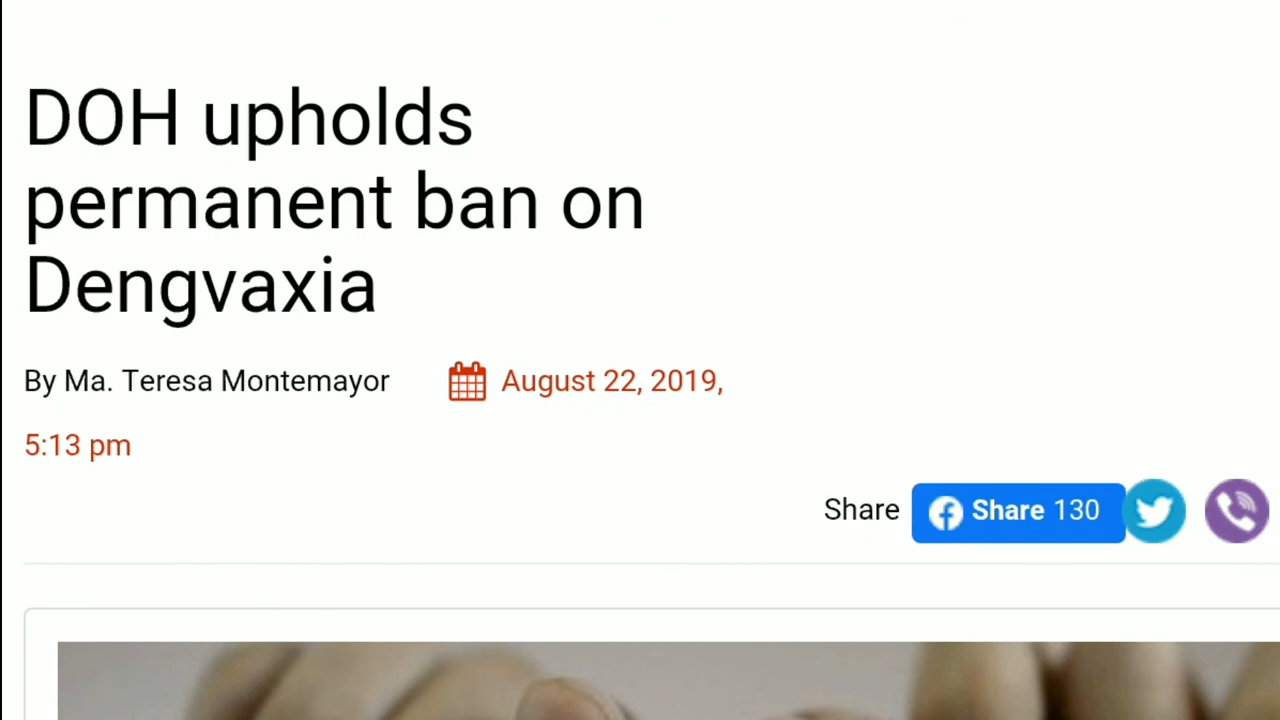 DOH upholds
permanent ban on
Dengvaxia
By Ma. Teresa Montemayor August 22, 2019,
5:13 pm
Share Share 130